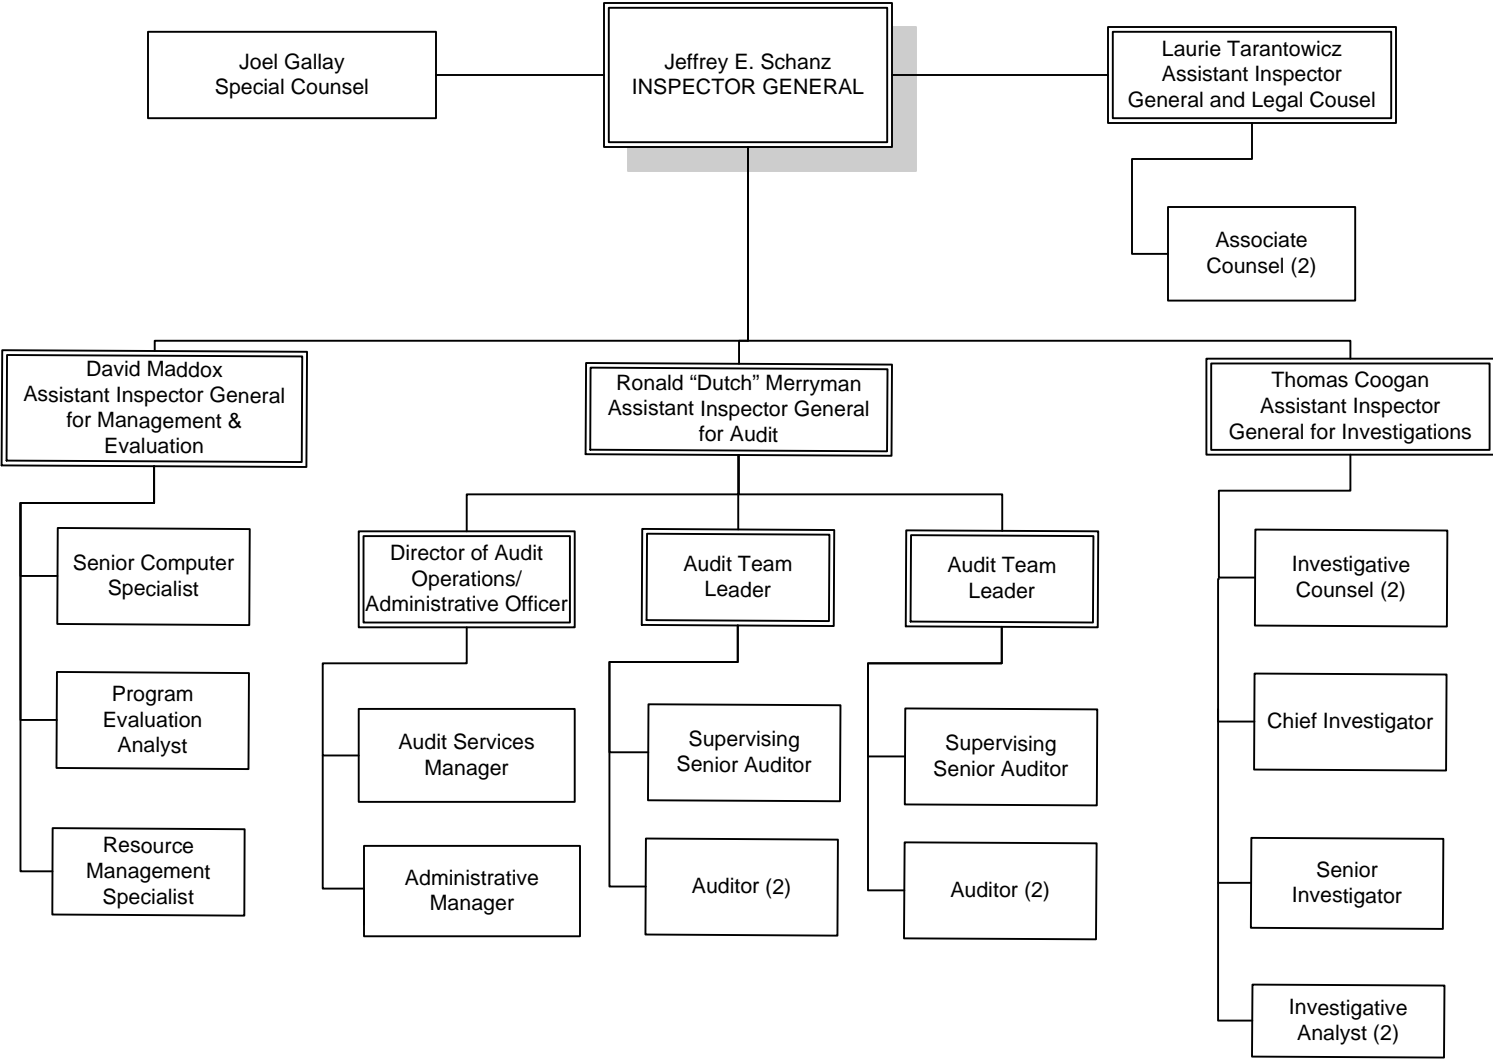 Joel Gallay
Special Counsel
Jeffrey E. Schanz
INSPECTOR GENERAL
Laurie Tarantowicz
Assistant Inspector
General and Legal Cousel
Associate
Counsel (2)
David Maddox
Assistant Inspector General
for Management &
Evaluation
Ronald “Dutch” Merryman
Assistant Inspector General
for Audit
Thomas Coogan
Assistant Inspector
General for Investigations
Senior Computer
Specialist
Program
Evaluation
Analyst
Resource
Management
Specialist
Director of Audit
Operations/
Administrative Officer
Audit Services
Manager
Administrative
Manager
Audit Team
Leader
Supervising
Senior Auditor
Auditor (2)
Audit Team
Leader
Supervising
Senior Auditor
Auditor (2)
Investigative
Counsel (2)
Chief Investigator
Senior
Investigator
Investigative
Analyst (2)